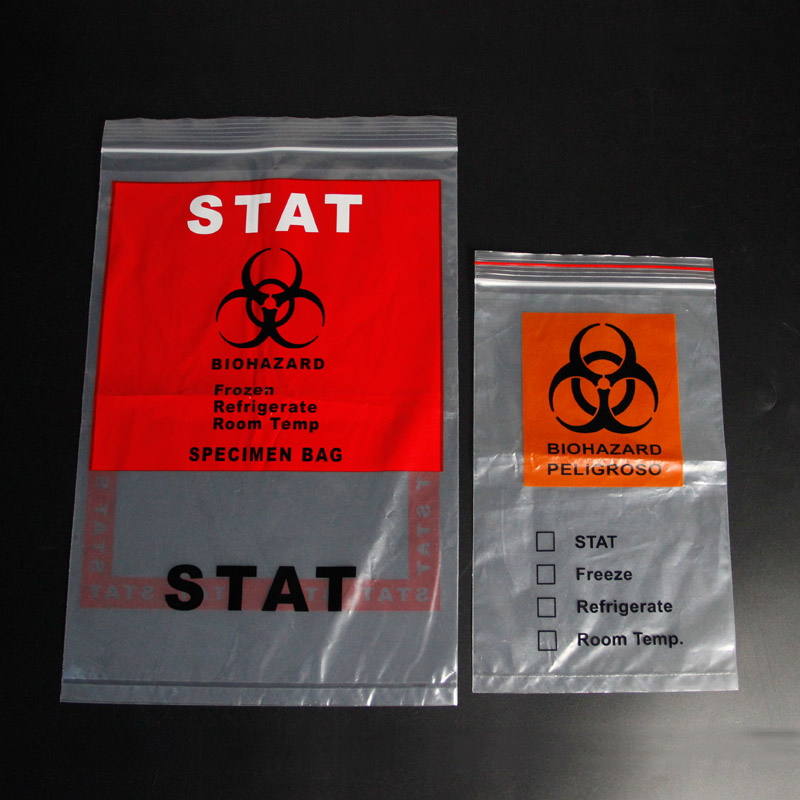 STAT
BIOHAZARD
Frozen
Refrigerate
Room Temp
SPECIMEN BAG
STAT
BIOHAZARD
PELIGROSO
STAT
Freeze
Refrigerate
Room Temp.